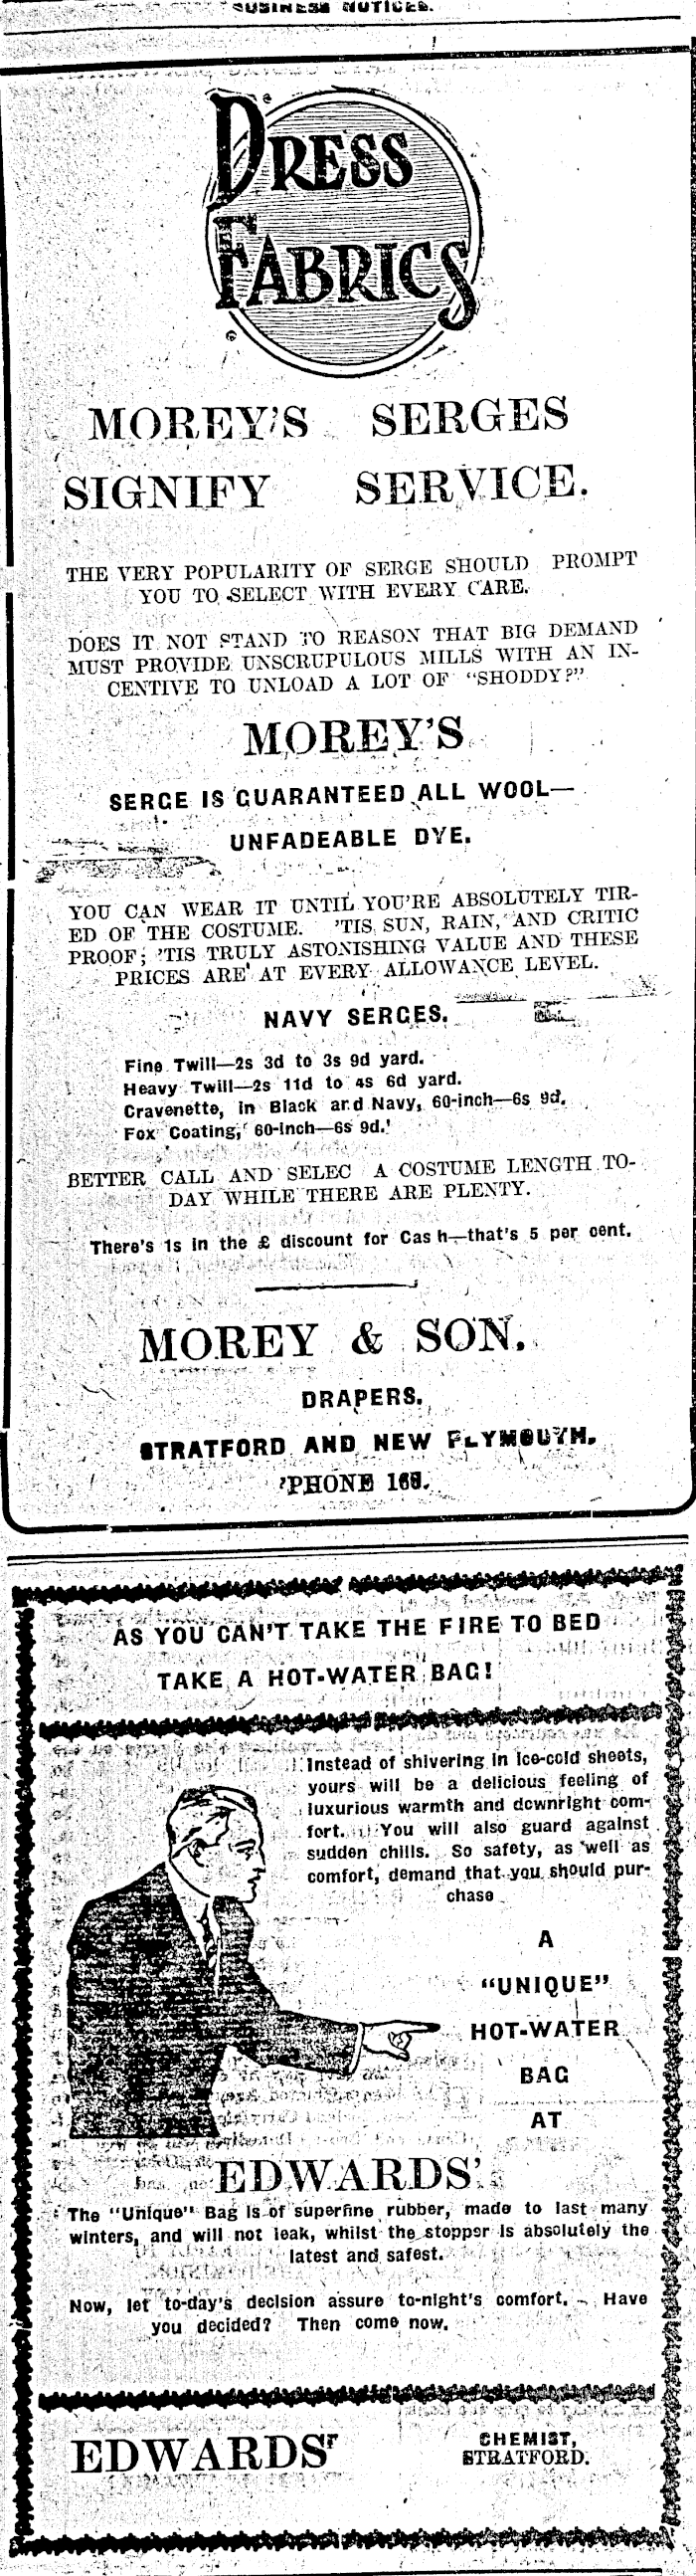 BUSINESS NOTICES.
DRESS
FABRICS
MOREY'S SERGES
SIGNIFY SERVICE.
THE VERY POPULARITY OF SERGE SHOULD PROMPT
YOU TO SELECT WITH EVERY CARE.
DOES IT NOT STAND TO REASON THAT BIG DEMAND
MUST PROVIDE UNSCRUPULOUS MILLS WITH AN IN-
CENTIVE TO UNLOAD A LOT OF "SHODDY?"
MOREY'S
SERGE IS GUARANTEED ALL WOOL—
UNFADEABLE DYE.
YOU CAN WEAR IT UNTIL YOU'RE ABSOLUTELY TIR-
ED OF THE COSTUME. 'TIS SUN, RAIN, AND CRITIC
PROOF; 'TIS TRULY ASTONISHING VALUE AND THESE
PRICES ARE AT EVERY ALLOWANCE LEVEL.
NAVY SERGES.
Fine Twill—2s 3d to 3s 9d yard.
Heavy Twill—2s 11d to 4s 6d yard.
Cravenette, in Black and Navy, 60-inch—6s 9d.
Fox Coating, 60-inch—6s 9d.
BETTER CALL AND SELEC A COSTUME LENGTH TO-
DAY WHILE THERE ARE PLENTY.
There's 1s in the £ discount for Cash—that's 5 per cent.
MOREY & SON.
DRAPERS,
STRATFORD AND NEW PLYMOUTH.
'PHONE 168.
AS YOU CAN'T TAKE THE FIRE TO BED
TAKE A HOT-WATER BAG!
Instead of shivering in ice-cold sheets,
yours will be a delicious feeling of
luxurious warmth and downright com-
fort. You will also guard against
sudden chills. So safety, as well as
comfort, demand that you should pur-
chase
A
"UNIQUE"
HOT-WATER
BAG
AT
EDWARDS'
The "Unique" Bag is of superfine rubber, made to last many
winters, and will not leak, whilst the stopper is absolutely the
latest and safest.
Now, let to-day's decision assure to-night's comfort. Have
you decided? Then come now.
EDWARDS' CHEMIST,
STRATFORD.